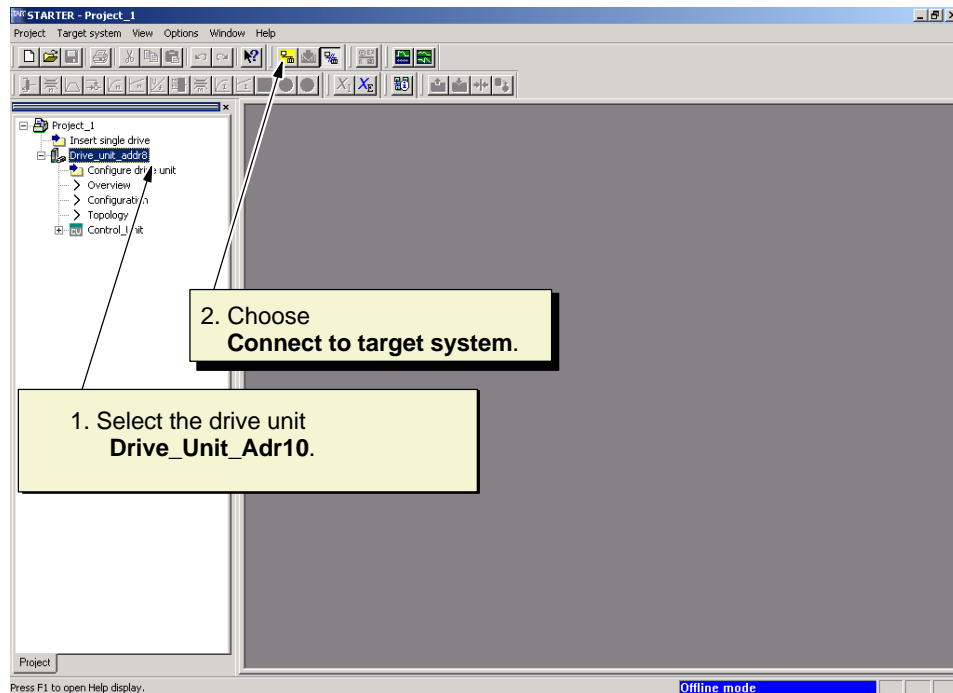 STARTER - Project_1
Project Target system View Options Window Help
Project_1
Insert single drive
Drive_unit_addr8
Configure drive unit
Overview
Configuration
Topology
Control_Unit
2. Choose
Connect to target system.
1. Select the drive unit
Drive_Unit_Adr10.
Project
Press F1 to open Help display.
Offline mode